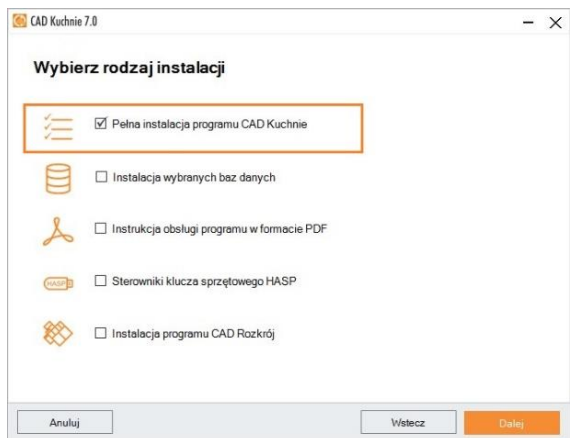 CAD Kuchnie 7.0
Wybierz rodzaj instalacji
Pełna instalacja programu CAD Kuchnie
Instalacja wybranych baz danych
Instrukcja obsługi programu w formacie PDF
HASP
Sterowniki klucza sprzętowego HASP
Instalacja programu CAD Rozkrój
Anuluj
Wstecz
Dalej